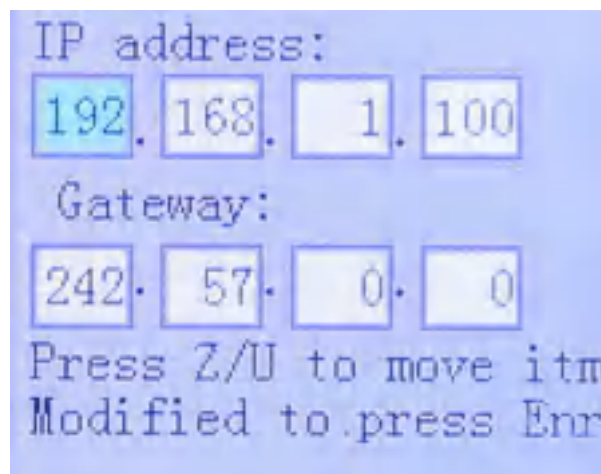 IP address:
192. 168. 1. 100
Gateway:
242. 57. 0. 0
Press Z/U to move itm
Modified to press Enr